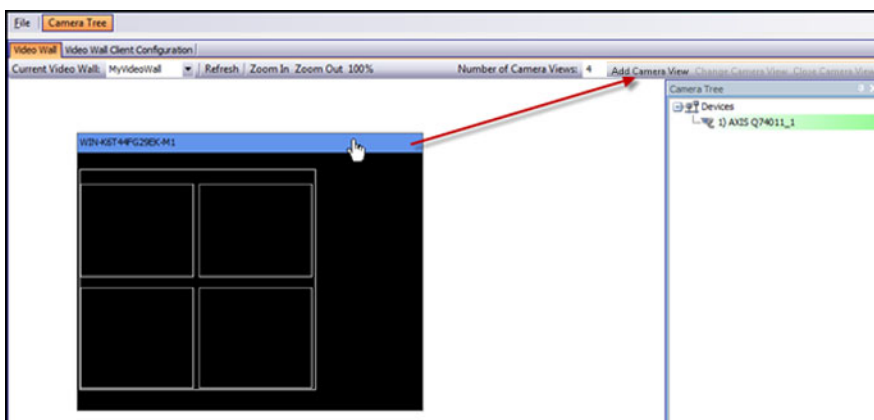 File Camera Tree
Video Wall Video Wall Client Configuration
Current Video Wall: MyVideoWall Refresh Zoom In Zoom Out 100% Number of Camera Views: 4 Add Camera View Change Camera View Close Camera View
Camera Tree
Devices
1) AXIS Q74011_1
WIN-K6T44FG29EK-M1